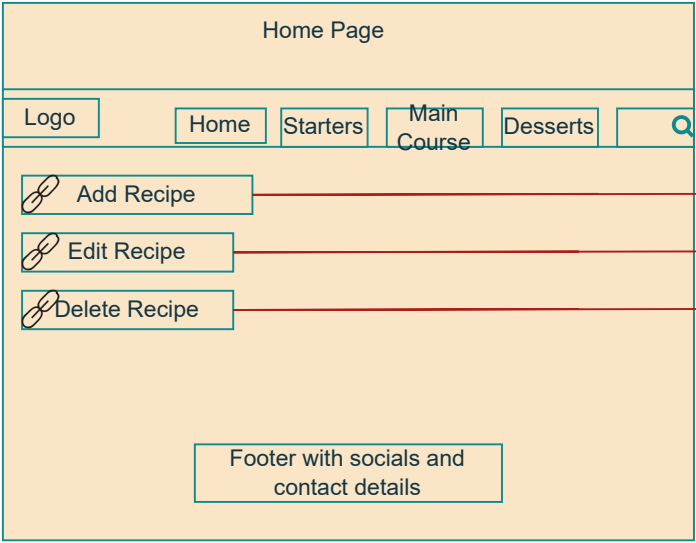 Home Page
Logo
Home
Starters
Main
Course
Desserts
Add Recipe
Edit Recipe
Delete Recipe
Footer with socials and
contact details